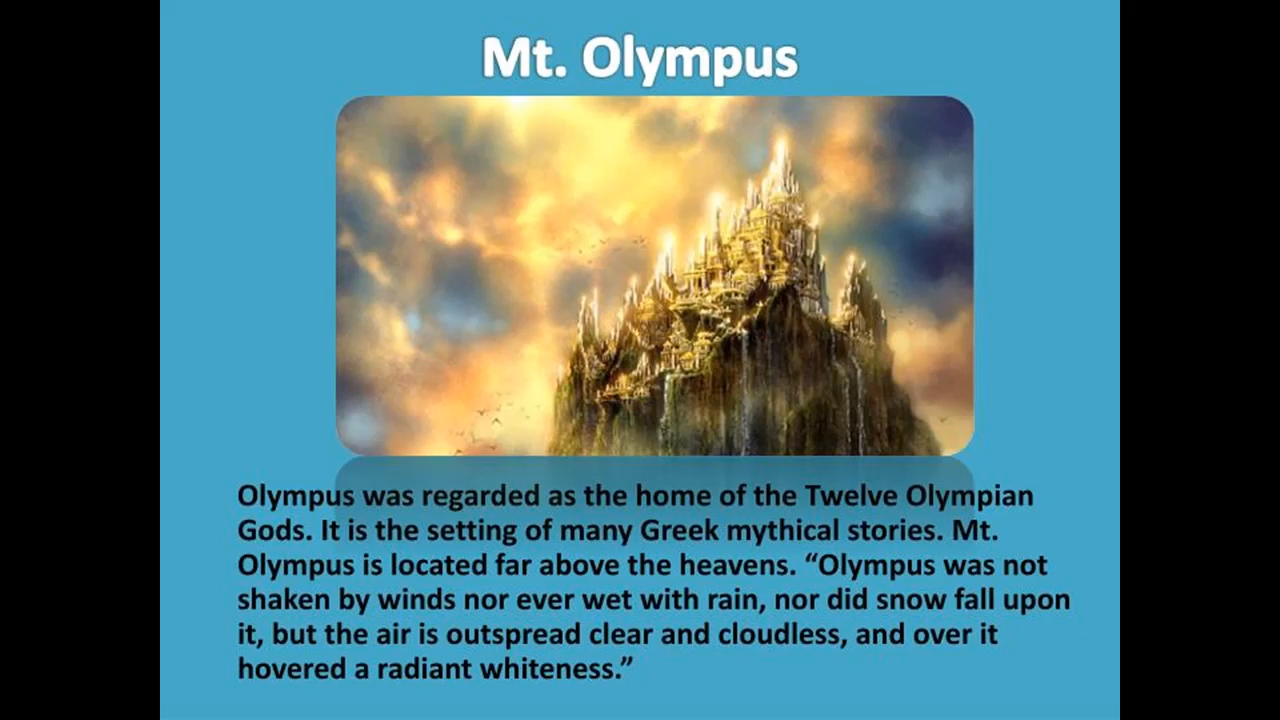 Mt. Olympus
Olympus was regarded as the home of the Twelve Olympian
Gods. It is the setting of many Greek mythical stories. Mt.
Olympus is located far above the heavens. “Olympus was not
shaken by winds nor ever wet with rain, nor did snow fall upon
it, but the air is outspread clear and cloudless, and over it
hovered a radiant whiteness.”